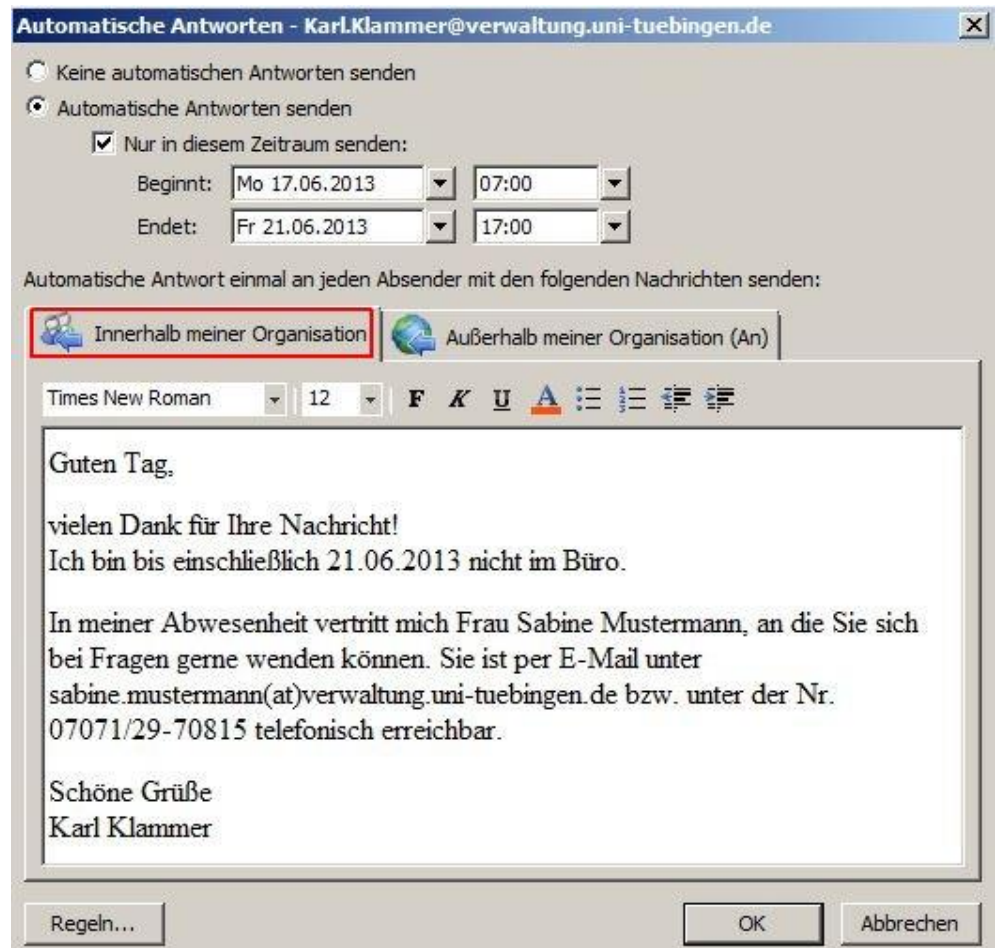 Automatische Antworten - Karl.Klammer@verwaltung.uni-tuebingen.de
Keine automatischen Antworten senden
Automatische Antworten senden
Nur in diesem Zeitraum senden:
Beginnt: Mo 17.06.2013 07:00
Endet: Fr 21.06.2013 17:00
Automatische Antwort einmal an jeden Absender mit den folgenden Nachrichten senden:
Innerhalb meiner Organisation Außerhalb meiner Organisation (An)
Times New Roman 12 F K U A
Guten Tag,
vielen Dank für Ihre Nachricht!
Ich bin bis einschließlich 21.06.2013 nicht im Büro.
In meiner Abwesenheit vertritt mich Frau Sabine Mustermann, an die Sie sich
bei Fragen gerne wenden können. Sie ist per E-Mail unter
sabine.mustermann(at)verwaltung.uni-tuebingen.de bzw. unter der Nr.
07071/29-70815 telefonisch erreichbar.
Schöne Grüße
Karl Klammer
Regeln... OK Abbrechen